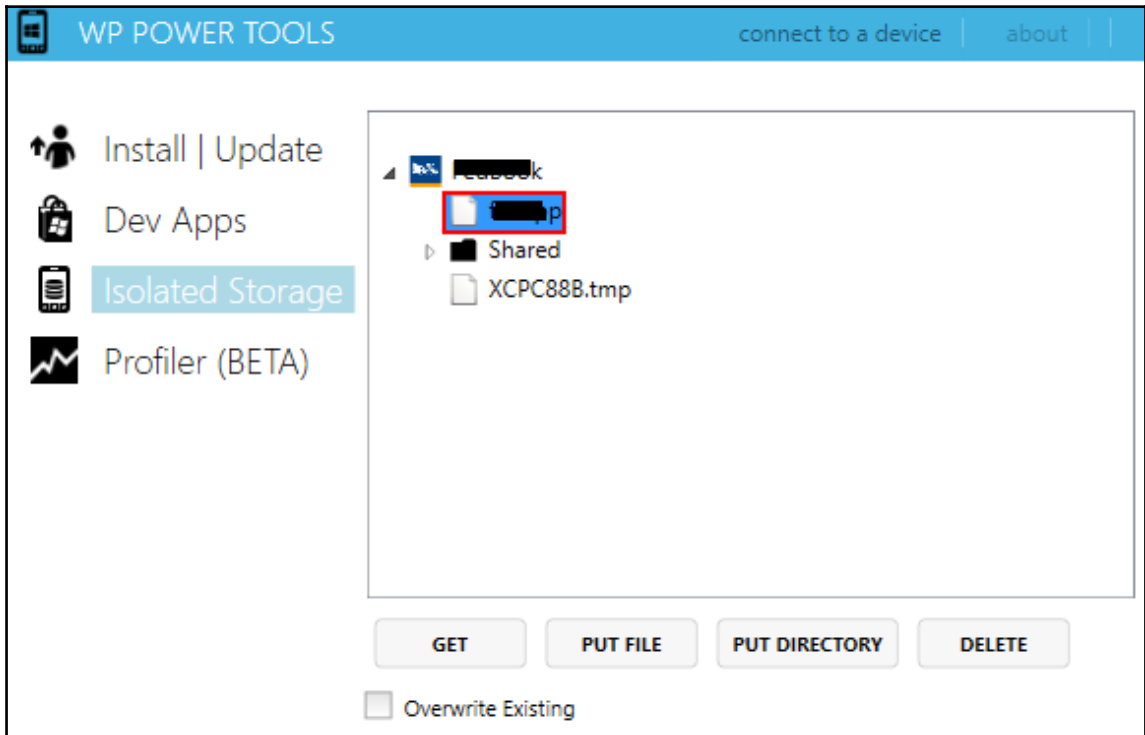 WP POWER TOOLS
connect to a device
about
Install | Update
Dev Apps
Isolated Storage
Profiler (BETA)
Shared
XCPC88B.tmp
GET
PUT FILE
PUT DIRECTORY
DELETE
Overwrite Existing